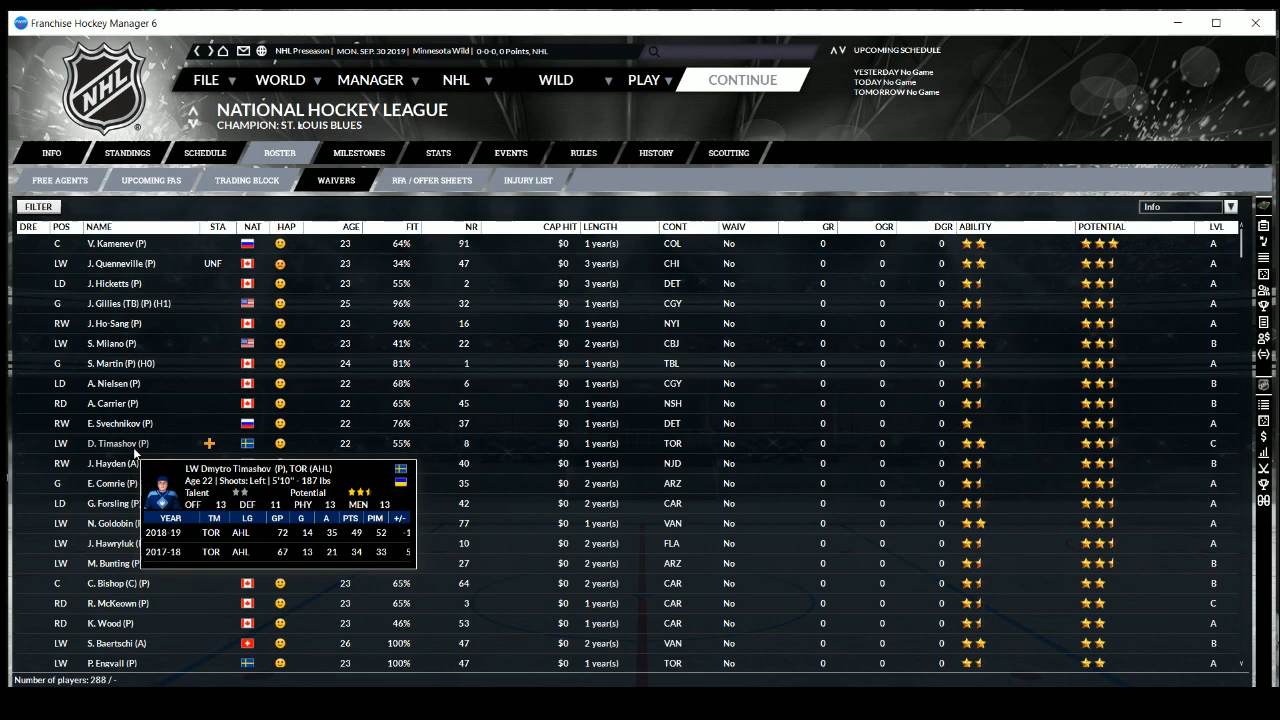 Franchise Hockey Manager 6
NHL Preseason | MON. SEP. 30 2019 | Minnesota Wild | 0-0-0, 0 Points, NHL
UPCOMING SCHEDULE
YESTERDAY No Game
TODAY No Game
TOMORROW No Game
FILE WORLD MANAGER NHL WILD PLAY CONTINUE
NHL
NATIONAL HOCKEY LEAGUE
CHAMPION: ST. LOUIS BLUES
INFO STANDINGS SCHEDULE ROSTER MILESTONES STATS EVENTS RULES HISTORY SCOUTING
FREE AGENTS UPCOMING FAS TRADING BLOCK WAIVERS RFA / OFFER SHEETS INJURY LIST
FILTER Info
DRE POS NAME STA NAT HAP AGE FIT NR CAP HIT LENGTH CONT WAIV GR OGR DGR ABILITY POTENTIAL LVL
C V. Kamenev (P) 23 64% 91 $0 1 year(s) COL No 0 0 0 A
LW J. Quenneville (P) UNF 23 34% 47 $0 3 year(s) CHI No 0 0 0 A
LD J. Hicketts (P) 23 55% 2 $0 3 year(s) DET No 0 0 0 A
G J. Gillies (TB) (P) (H1) 25 96% 32 $0 1 year(s) CGY No 0 0 0 A
RW J. Ho-Sang (P) 23 96% 16 $0 1 year(s) NYI No 0 0 0 A
LW S. Milano (P) 23 41% 22 $0 2 year(s) CBJ No 0 0 0 B
G S. Martin (P) (H0) 24 81% 1 $0 1 year(s) TBL No 0 0 0 A
LD A. Nielsen (P) 22 68% 6 $0 1 year(s) CGY No 0 0 0 B
RD A. Carrier (P) 22 65% 45 $0 1 year(s) NSH No 0 0 0 B
RW E. Svechnikov (P) 22 76% 37 $0 1 year(s) DET No 0 0 0 A
LW D. Timashov (P) 22 55% 8 $0 1 year(s) TOR No 0 0 0 C
RW J. Hayden (A) 40 $0 1 year(s) NJD No 0 0 0 B
G E. Comrie (P) 35 $0 2 year(s) ARZ No 0 0 0 B
LD G. Forsling (P) 42 $0 1 year(s) CAR No 0 0 0 A
LW N. Goldobin 77 $0 1 year(s) VAN No 0 0 0 A
LW J. Hawryluk 10 $0 1 year(s) FLA No 0 0 0 A
LW M. Bunting (P) 27 $0 2 year(s) ARZ No 0 0 0 B
C C. Bishop (C) (P) 23 65% 64 $0 1 year(s) CAR No 0 0 0 B
RD R. McKeown (P) 23 65% 3 $0 1 year(s) CAR No 0 0 0 C
RD K. Wood (P) 23 46% 53 $0 1 year(s) CAR No 0 0 0 A
LW S. Baertschi (A) 26 100% 47 $0 2 year(s) VAN No 0 0 0 B
LW P. Engvall (P) 23 100% 47 $0 1 year(s) TOR No 0 0 0 A
LW Dmytro Timashov (P), TOR (AHL)
Age 22 | Shoots: Left | 5'10" - 187 lbs
Talent Potential
OFF 13 DEF 11 PHY 13 MEN 13
YEAR TM LG GP G A PTS PIM +/-
2018-19 TOR AHL 72 14 35 49 52 -1
2017-18 TOR AHL 67 13 21 34 33 5
Number of players: 288 / -